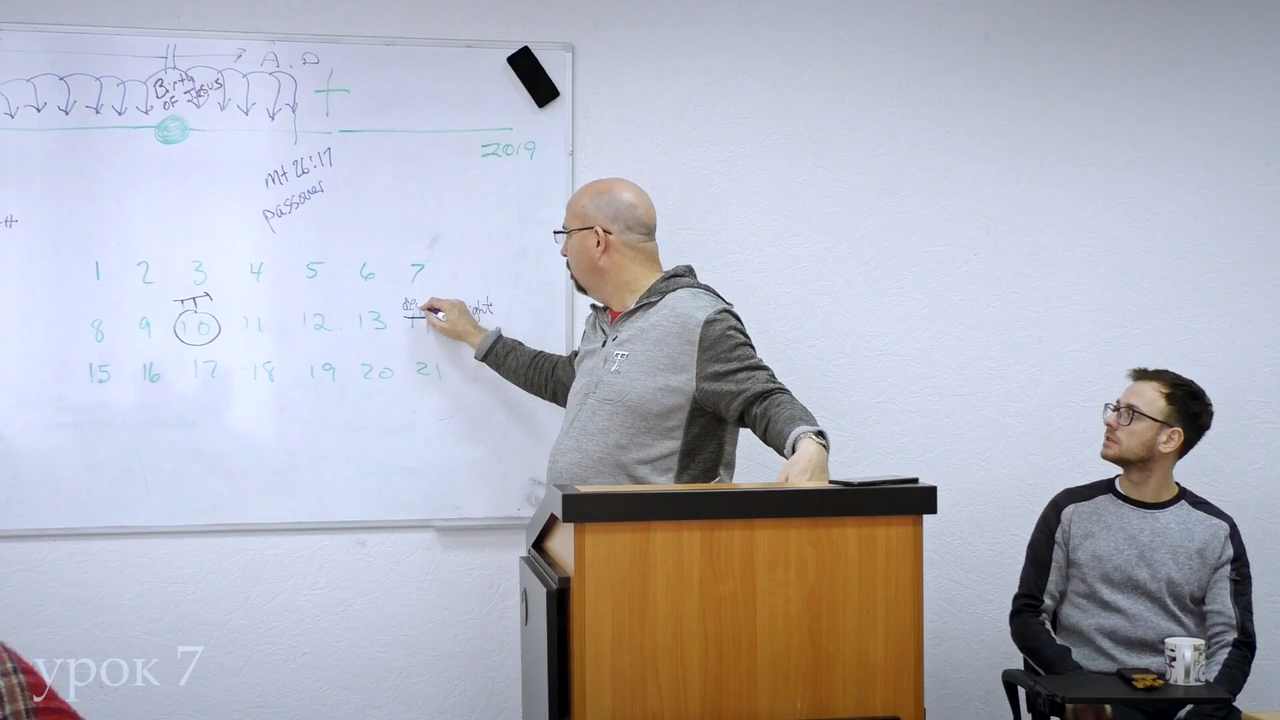 A.D
Birth
OF Jesus
2019
Mt 26:17
passover
1 2 3 4 5 6 7
8 9 10 11 12 13
15 16 17 18 19 20 21
T
урок 7